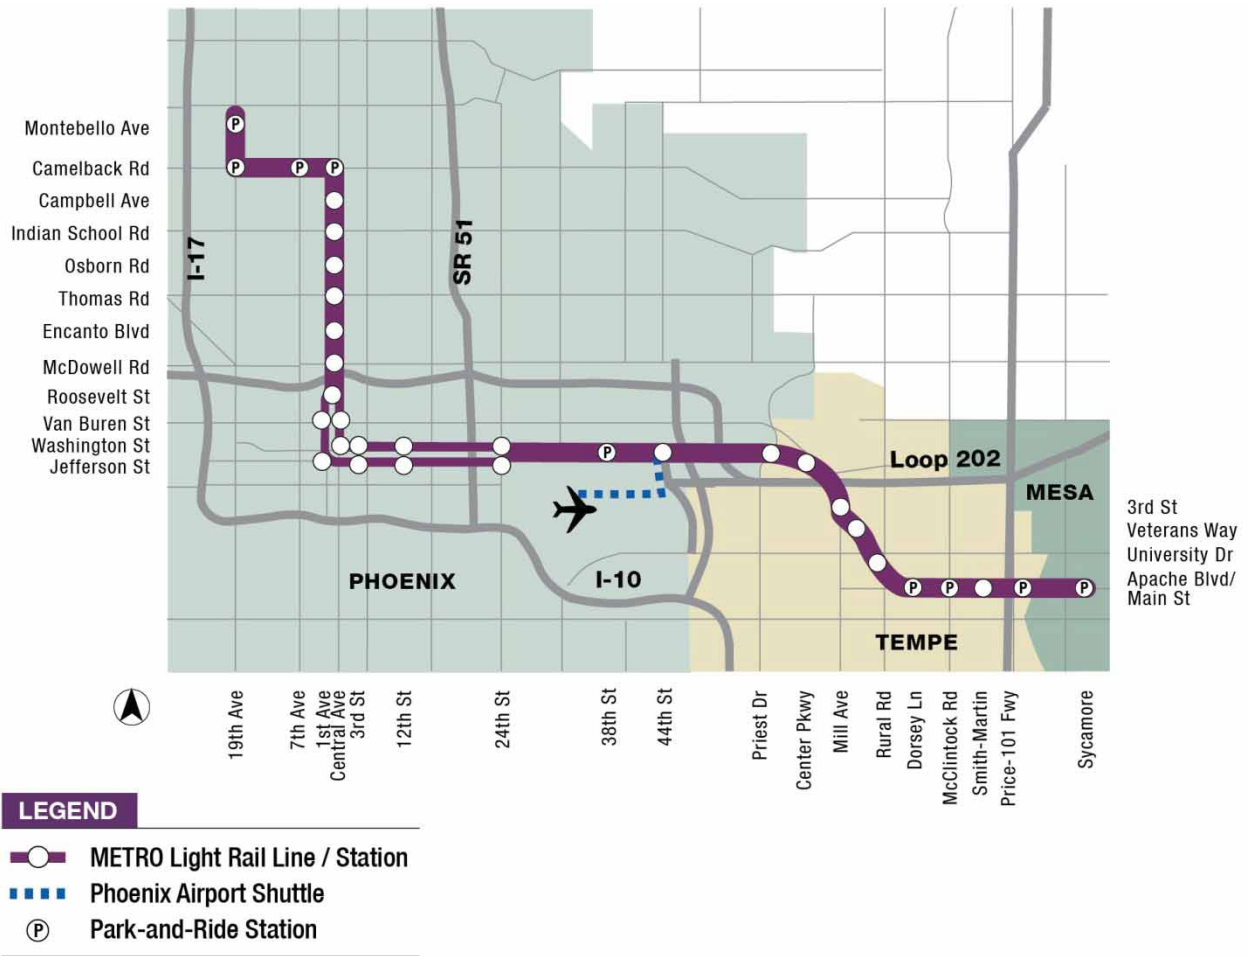 Montebello Ave
Camelback Rd
Campbell Ave
Indian School Rd
Osborn Rd
Thomas Rd
Encanto Blvd
McDowell Rd
Roosevelt St
Van Buren St
Washington St
Jefferson St
I-17
SR 51
P
P
P
P
P
Loop 202
MESA
PHOENIX
I-10
TEMPE
P
P
P
P
3rd St
Veterans Way
University Dr
Apache Blvd/
Main St
19th Ave
7th Ave
1st Ave
Central Ave
3rd St
12th St
24th St
38th St
44th St
Priest Dr
Center Pkwy
Mill Ave
Rural Rd
Dorsey Ln
McClintock Rd
Smith-Martin
Price-101 Fwy
Sycamore
LEGEND
METRO Light Rail Line / Station
Phoenix Airport Shuttle
P Park-and-Ride Station